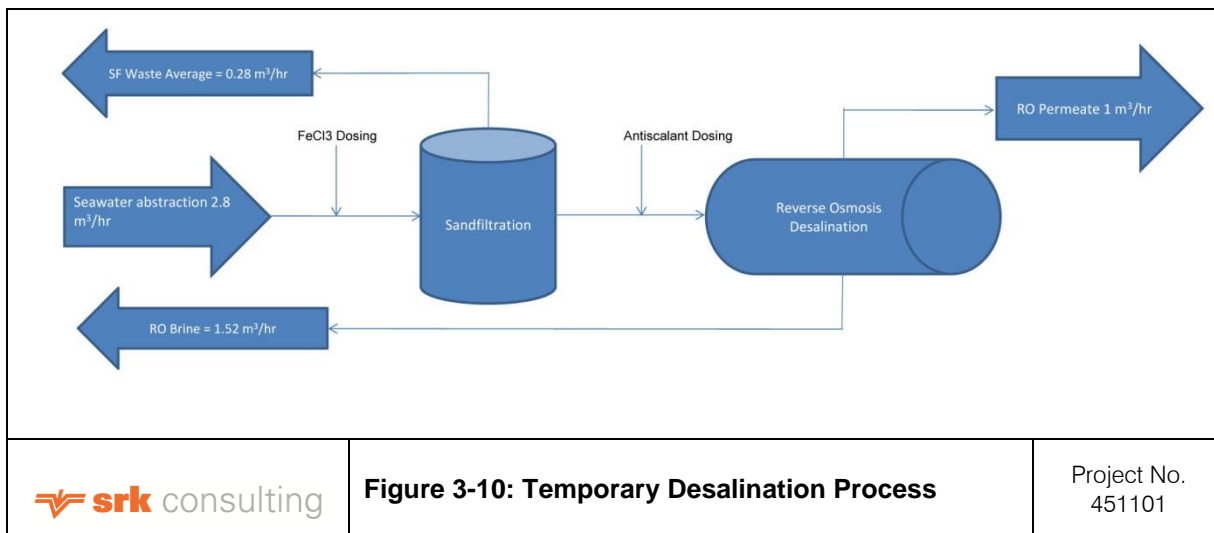 SF Waste Average = 0.28 m³/hr
RO Permeate 1 m³/hr
FeCl3 Dosing
Antiscalant Dosing
Seawater abstraction 2.8
m³/hr
Sandfiltration
Reverse Osmosis
Desalination
RO Brine = 1.52 m³/hr
srk consulting
Figure 3-10: Temporary Desalination Process
Project No.
451101